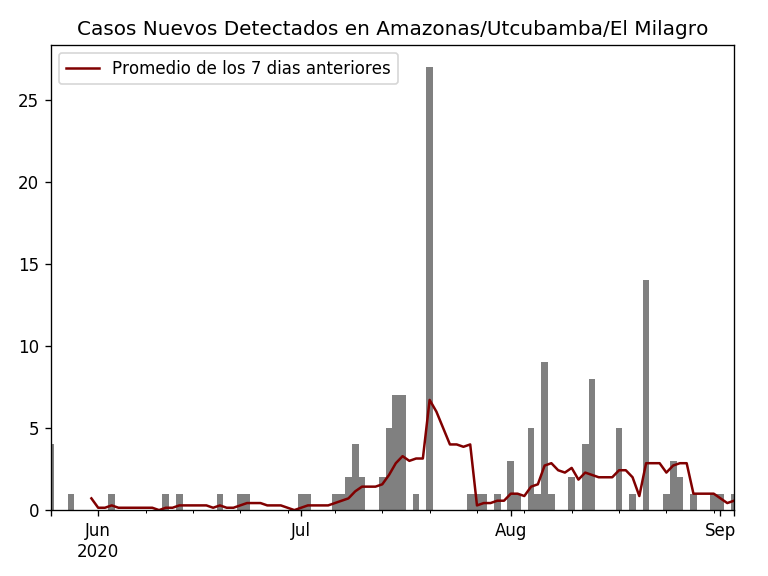 Casos Nuevos Detectados en Amazonas/Utcubamba/El Milagro
Promedio de los 7 dias anteriores
25
20
15
10
5
0
Jun
2020
Jul
Aug
Sep